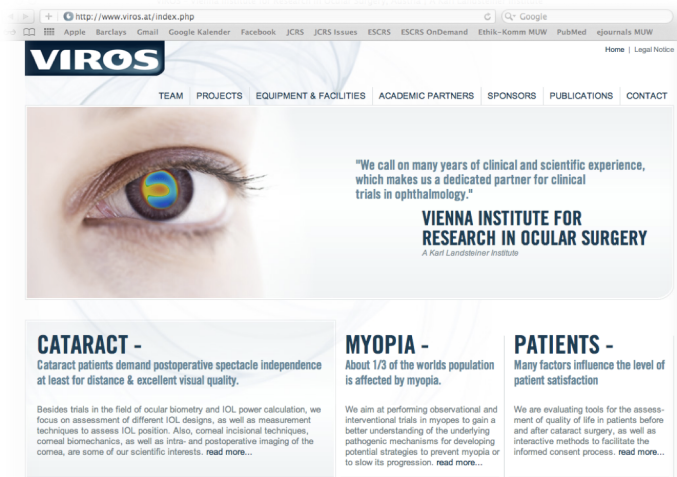 http://www.viros.at/index.php
Google
Apple Barclays Gmail Google Kalender Facebook JCRS JCRS Issues ESCRS ESCRS OnDemand Ethik-Komm MUW PubMed ejournals MUW
VIROS
Home | Legal Notice
TEAM PROJECTS EQUIPMENT & FACILITIES ACADEMIC PARTNERS SPONSORS PUBLICATIONS CONTACT
"We call on many years of clinical and scientific experience,
which makes us a dedicated partner for clinical
trials in ophthalmology."
VIENNA INSTITUTE FOR
RESEARCH IN OCULAR SURGERY
A Karl Landsteiner Institute
CATARACT -
Cataract patients demand postoperative spectacle independence
at least for distance & excellent visual quality.
Besides trials in the field of ocular biometry and IOL power calculation, we
focus on assessment of different IOL designs, as well as measurement
techniques to assess IOL position. Also, corneal incisional techniques,
corneal biomechanics, as well as intra- and postoperative imaging of the
cornea, are some of our scientific interests. read more...
MYOPIA -
About 1/3 of the worlds population
is affected by myopia.
We aim at performing observational and
interventional trials in myopes to gain a
better understanding of the underlying
pathogenic mechanisms for developing
potential strategies to prevent myopia or
to slow its progression. read more...
PATIENTS -
Many factors influence the level of
patient satisfaction
We are evaluating tools for the assess-
ment of quality of life in patients before
and after cataract surgery, as well as
interactive methods to facilitate the
informed consent process. read more...